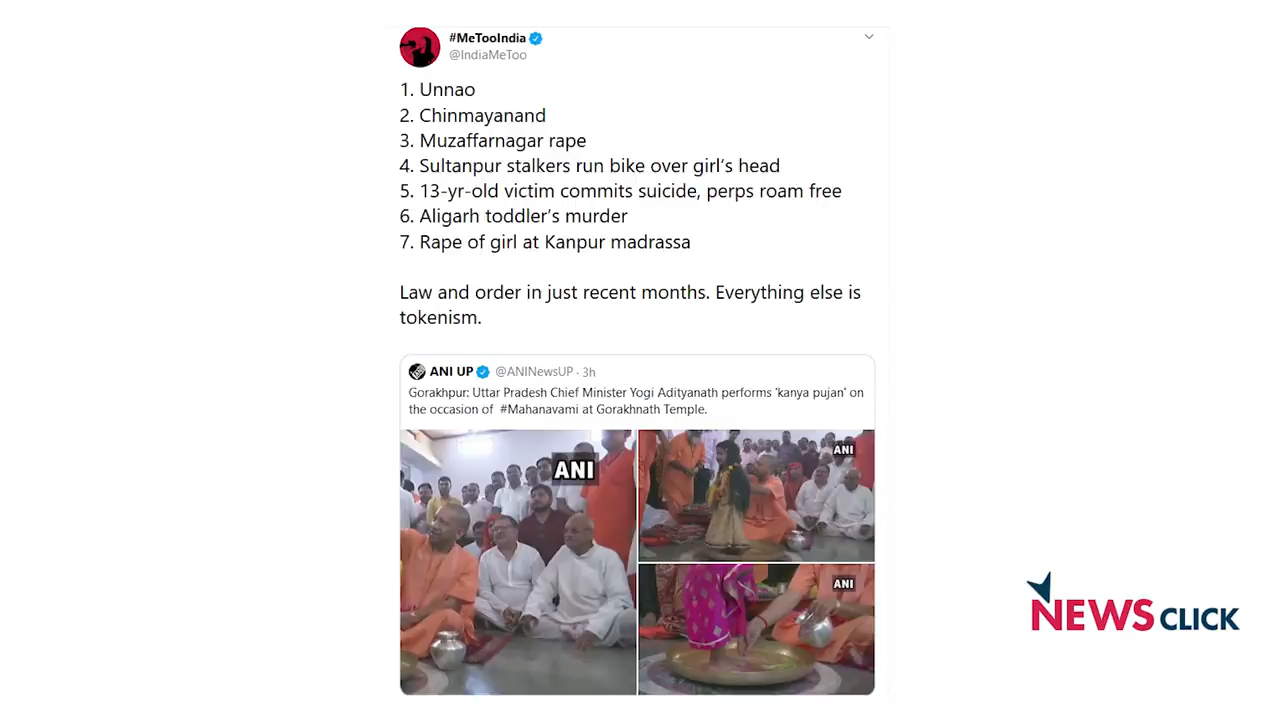 #MeTooIndia
@IndiaMeToo
1. Unnao
2. Chinmayanand
3. Muzaffarnagar rape
4. Sultanpur stalkers run bike over girl's head
5. 13-yr-old victim commits suicide, perps roam free
6. Aligarh toddler's murder
7. Rape of girl at Kanpur madrassa
Law and order in just recent months. Everything else is
tokenism.
ANI UP @ANINewsUP · 3h
Gorakhpur: Uttar Pradesh Chief Minister Yogi Adityanath performs 'kanya pujan' on
the occasion of #Mahanavami at Gorakhnath Temple.
ANI
ANI
ANI
NEWS CLICK